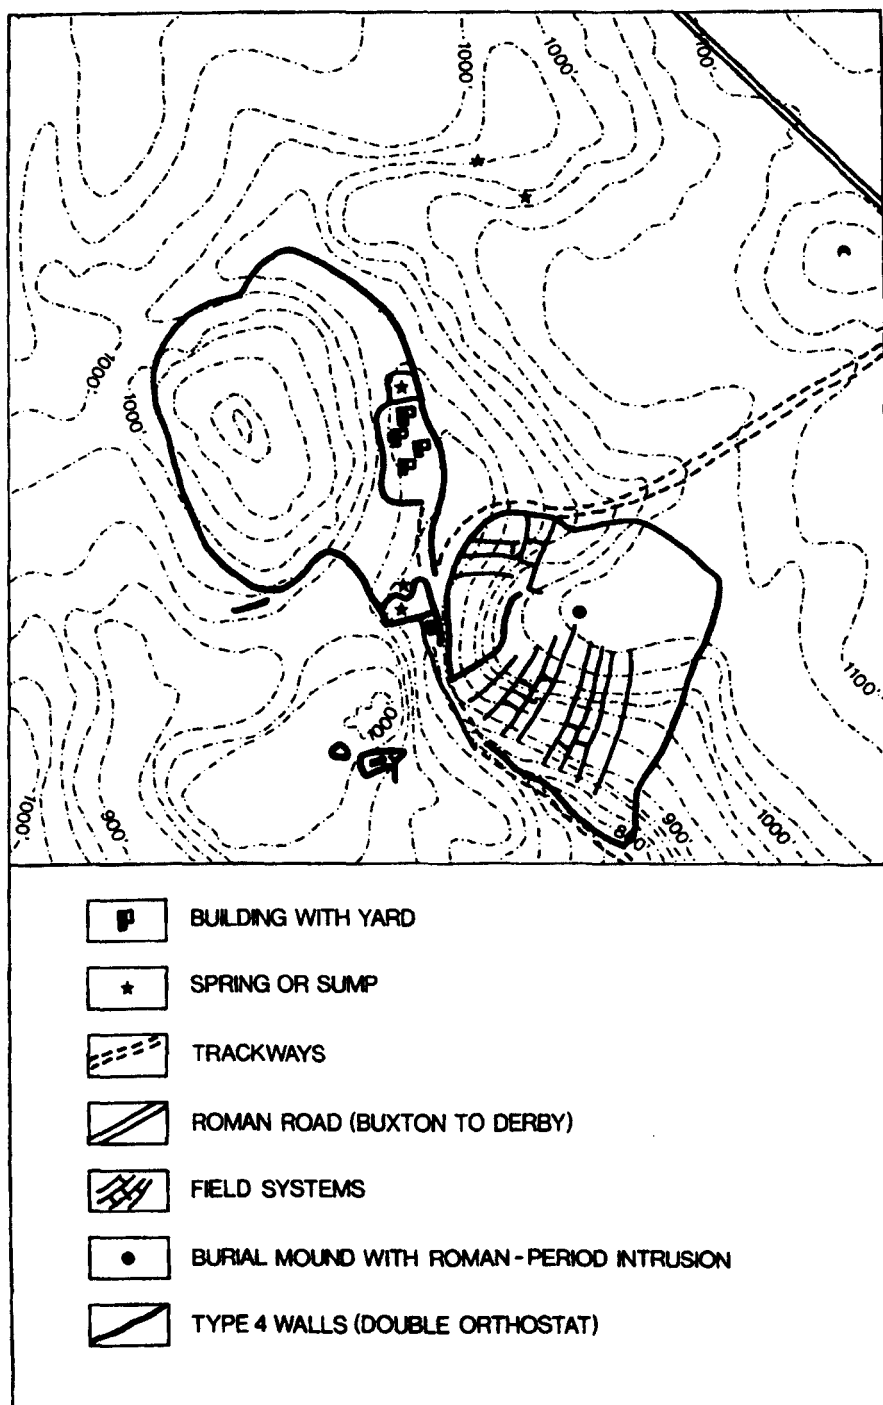 1000'
1000'
700'
1000'
1000'
1100'
1000'
1000'
900'
800'
900'
1000'
BUILDING WITH YARD
SPRING OR SUMP
TRACKWAYS
ROMAN ROAD (BUXTON TO DERBY)
FIELD SYSTEMS
BURIAL MOUND WITH ROMAN-PERIOD INTRUSION
TYPE 4 WALLS (DOUBLE ORTHOSTAT)